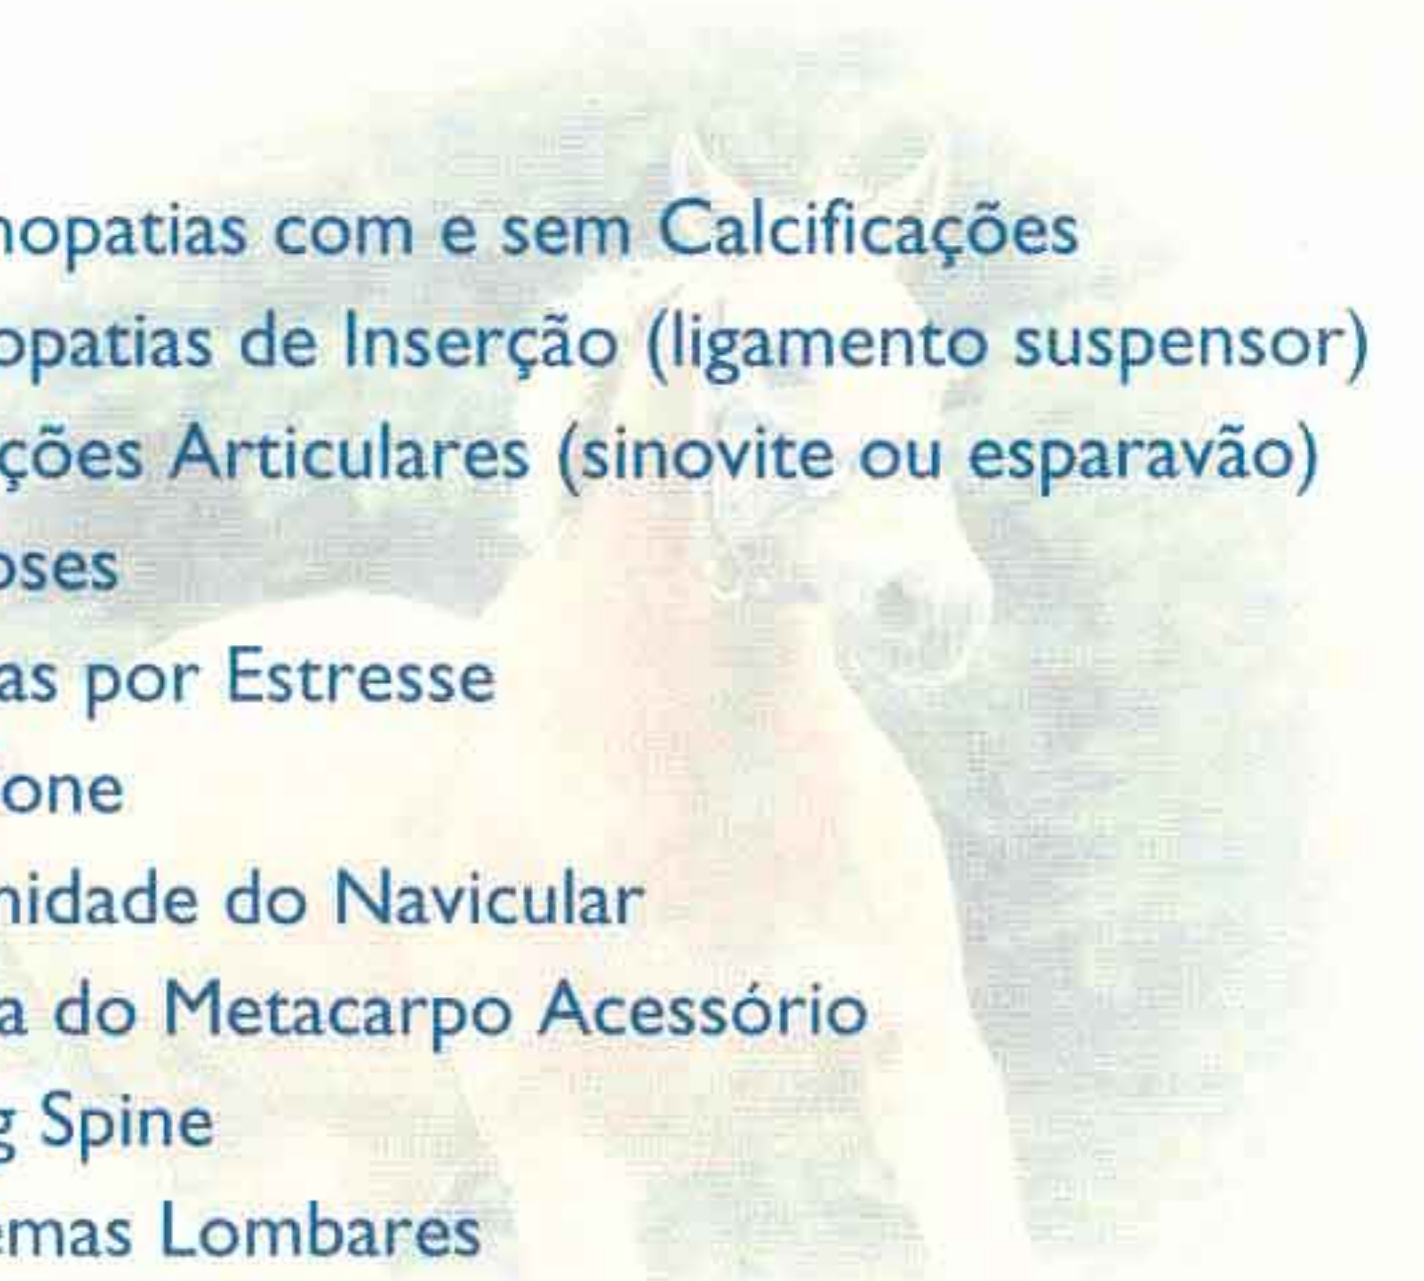 nopatias com e sem Calcificações
opatias de Inserção (ligamento suspensor)
ções Articulares (sinovite ou esparavão)
oses
as por Estresse
one
nidade do Navicular
a do Metacarpo Acessório
g Spine
emas Lombares